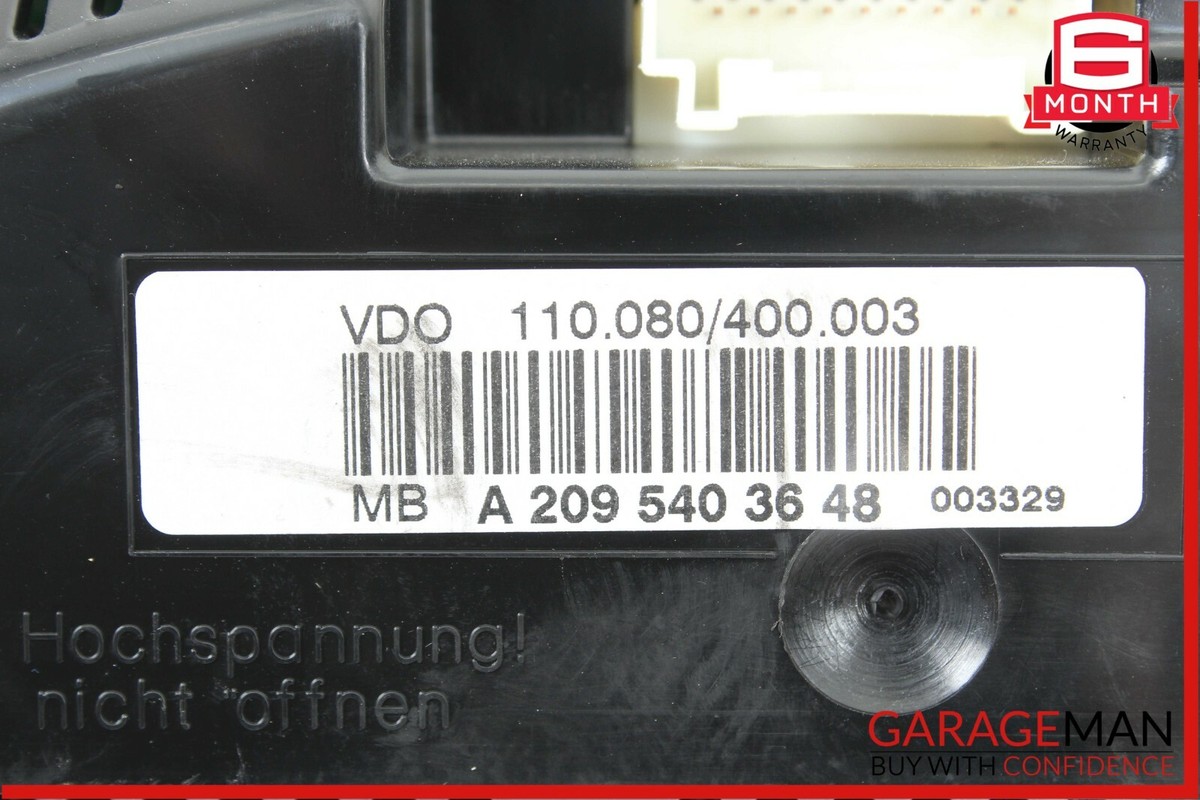 6
MONTH
WARRANTY
VDO 110.080/400.003
MB A 209 540 36 48 003329
Hochspannung!
nicht öffnen
GARAGEMAN
BUY WITH CONFIDENCE